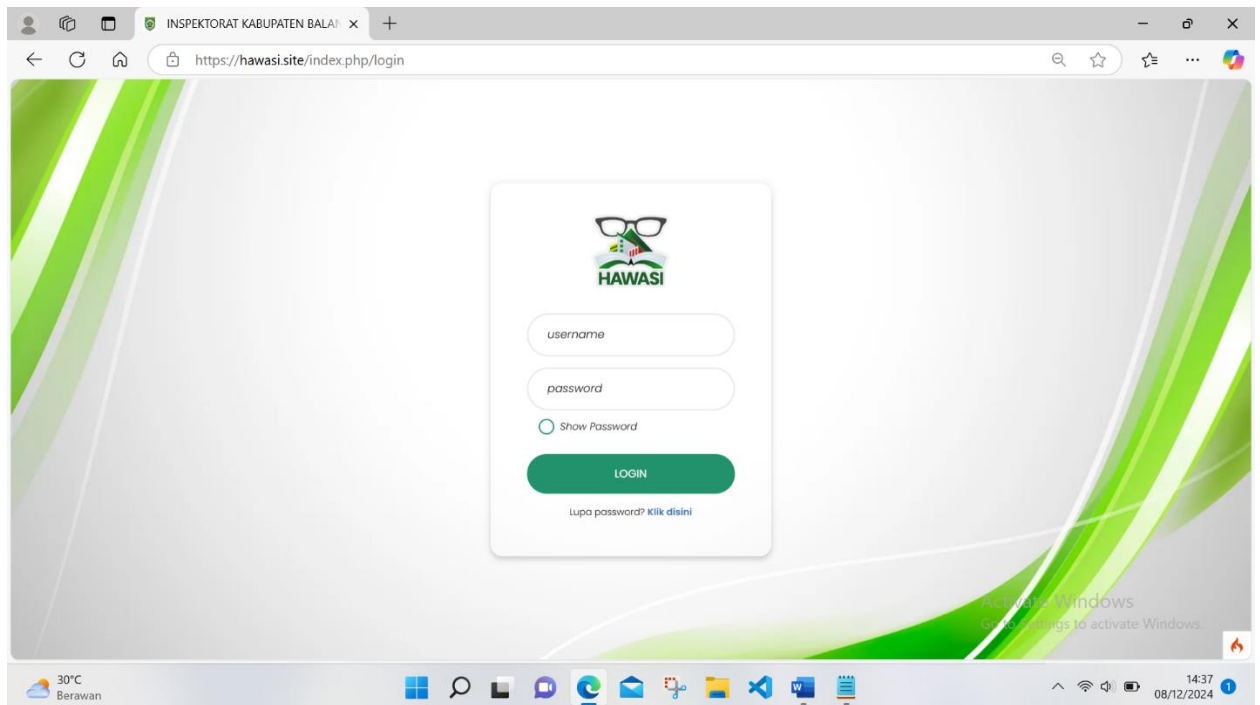 INSPEKTORAT KABUPATEN BALAN
https://hawasi.site/index.php/login
HAWASI
username
password
Show Password
LOGIN
Lupa password? Klik disini
Activate Windows
Go to Settings to activate Windows.
30°C
Berawan
14:37
08/12/2024
1